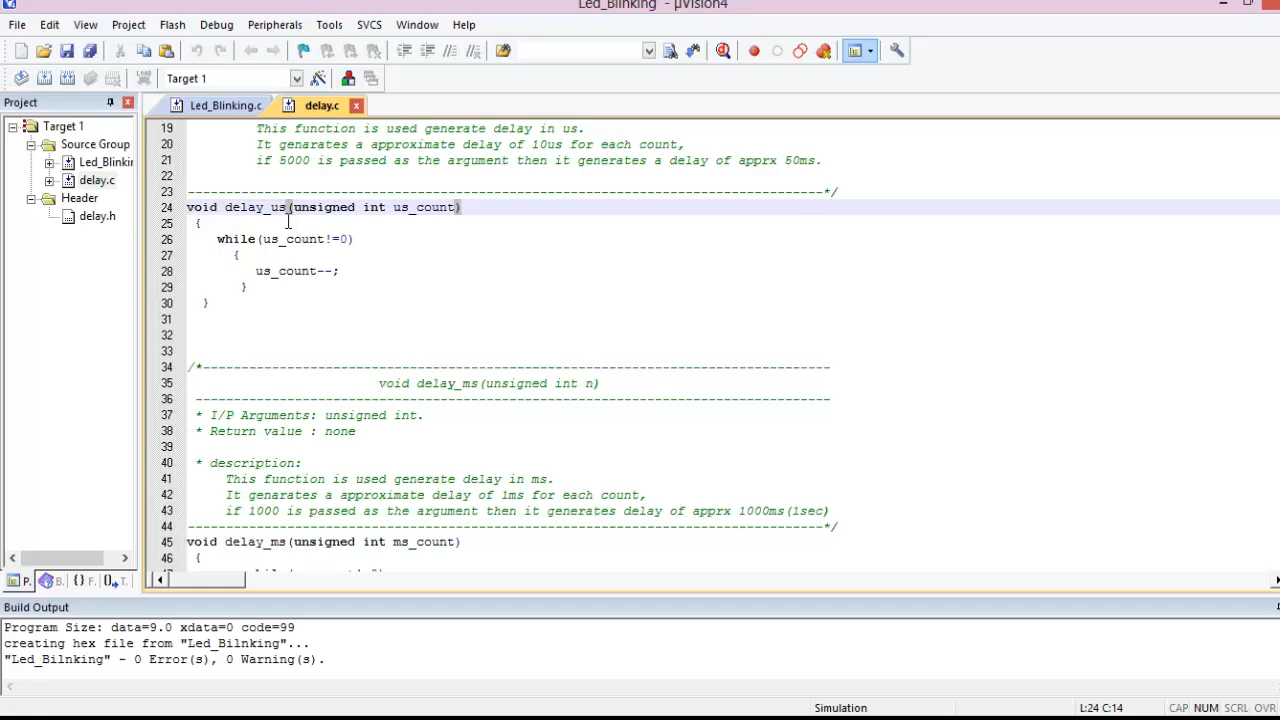 Led_Blinking - µVision4
File Edit View Project Flash Debug Peripherals Tools SVCS Window Help
LOAD Target 1
Project
Led_Blinking.c delay.c
Target 1
Source Group
Led_Blinkir
delay.c
Header
delay.h
19 This function is used generate delay in us.
20 It genarates a approximate delay of 10us for each count,
21 if 5000 is passed as the argument then it generates a delay of apprx 50ms.
22
23 ---------------------------------------------------------------------------------*/
24 void delay_us(unsigned int us_count)
25 {
26 while(us_count!=0)
27 {
28 us_count--;
29 }
30 }
31
32
33
34 /*---------------------------------------------------------------------------------
35 void delay_ms(unsigned int n)
36 ---------------------------------------------------------------------------------
37 * I/P Arguments: unsigned int.
38 * Return value : none
39
40 * description:
41 This function is used generate delay in ms.
42 It genarates a approximate delay of 1ms for each count,
43 if 1000 is passed as the argument then it generates delay of apprx 1000ms(1sec)
44 ---------------------------------------------------------------------------------*/
45 void delay_ms(unsigned int ms_count)
46 {
P. B. {} F. T.
Build Output
Program Size: data=9.0 xdata=0 code=99
creating hex file from "Led_Bilnking"...
"Led_Bilnking" - 0 Error(s), 0 Warning(s).
Simulation L:24 C:14 CAP NUM SCRL OVR